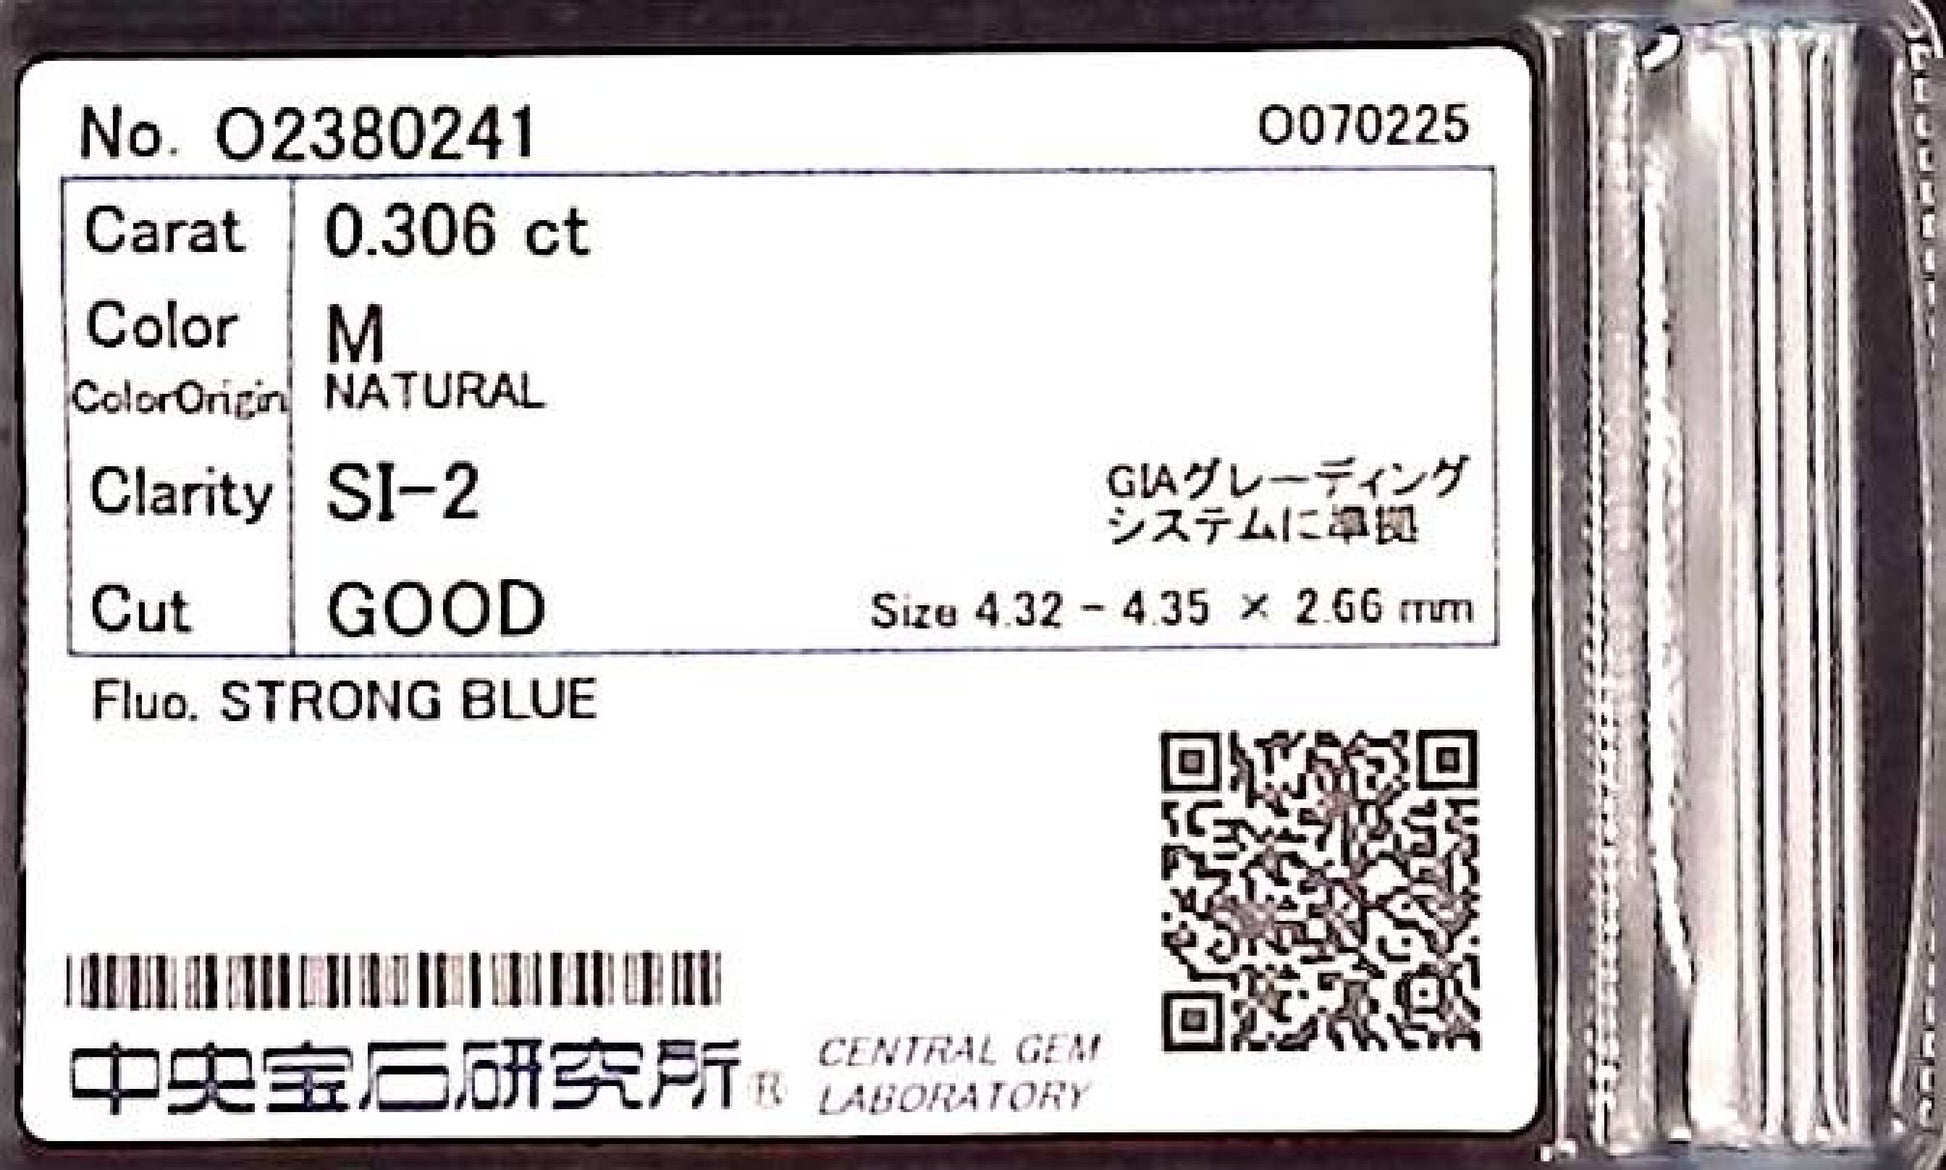 No. O2380241
O070225
Carat 0.306 ct
Color M
ColorOrigin NATURAL
Clarity SI-2
GIAグレーディング
システムに準拠
Cut GOOD
Size 4.32 - 4.35 × 2.66 mm
Fluo. STRONG BLUE
中央宝石研究所®
CENTRAL GEM
LABORATORY